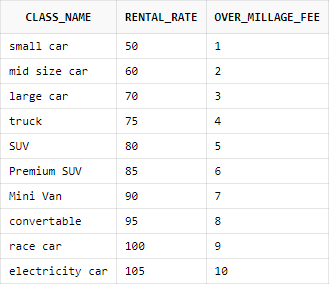 CLASS_NAME RENTAL_RATE OVER_MILLAGE_FEE
small car 50 1
mid size car 60 2
large car 70 3
truck 75 4
SUV 80 5
Premium SUV 85 6
Mini Van 90 7
convertable 95 8
race car 100 9
electricity car 105 10